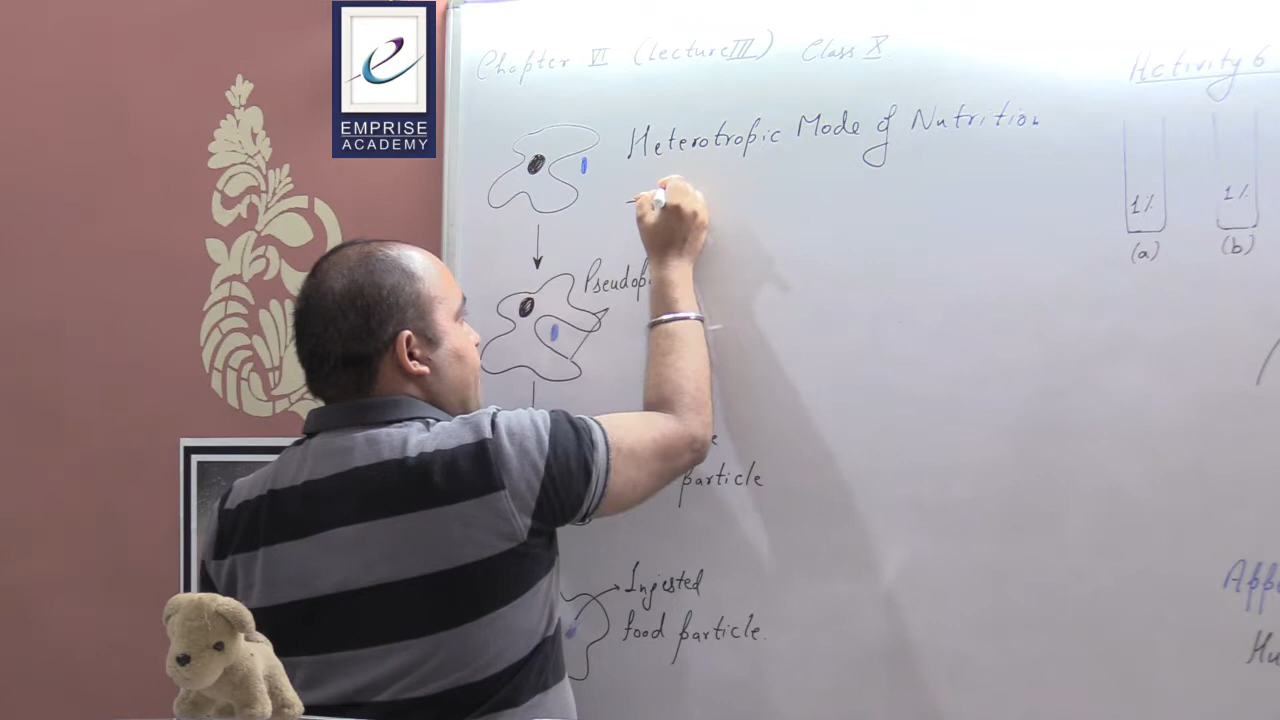 EMPRISE
ACADEMY
Chapter VI (Lecture III) Class X
Activity 6
Heterotropic Mode of Nutrition
1%
1%
(a)
(b)
particle
Ingested
food particle.